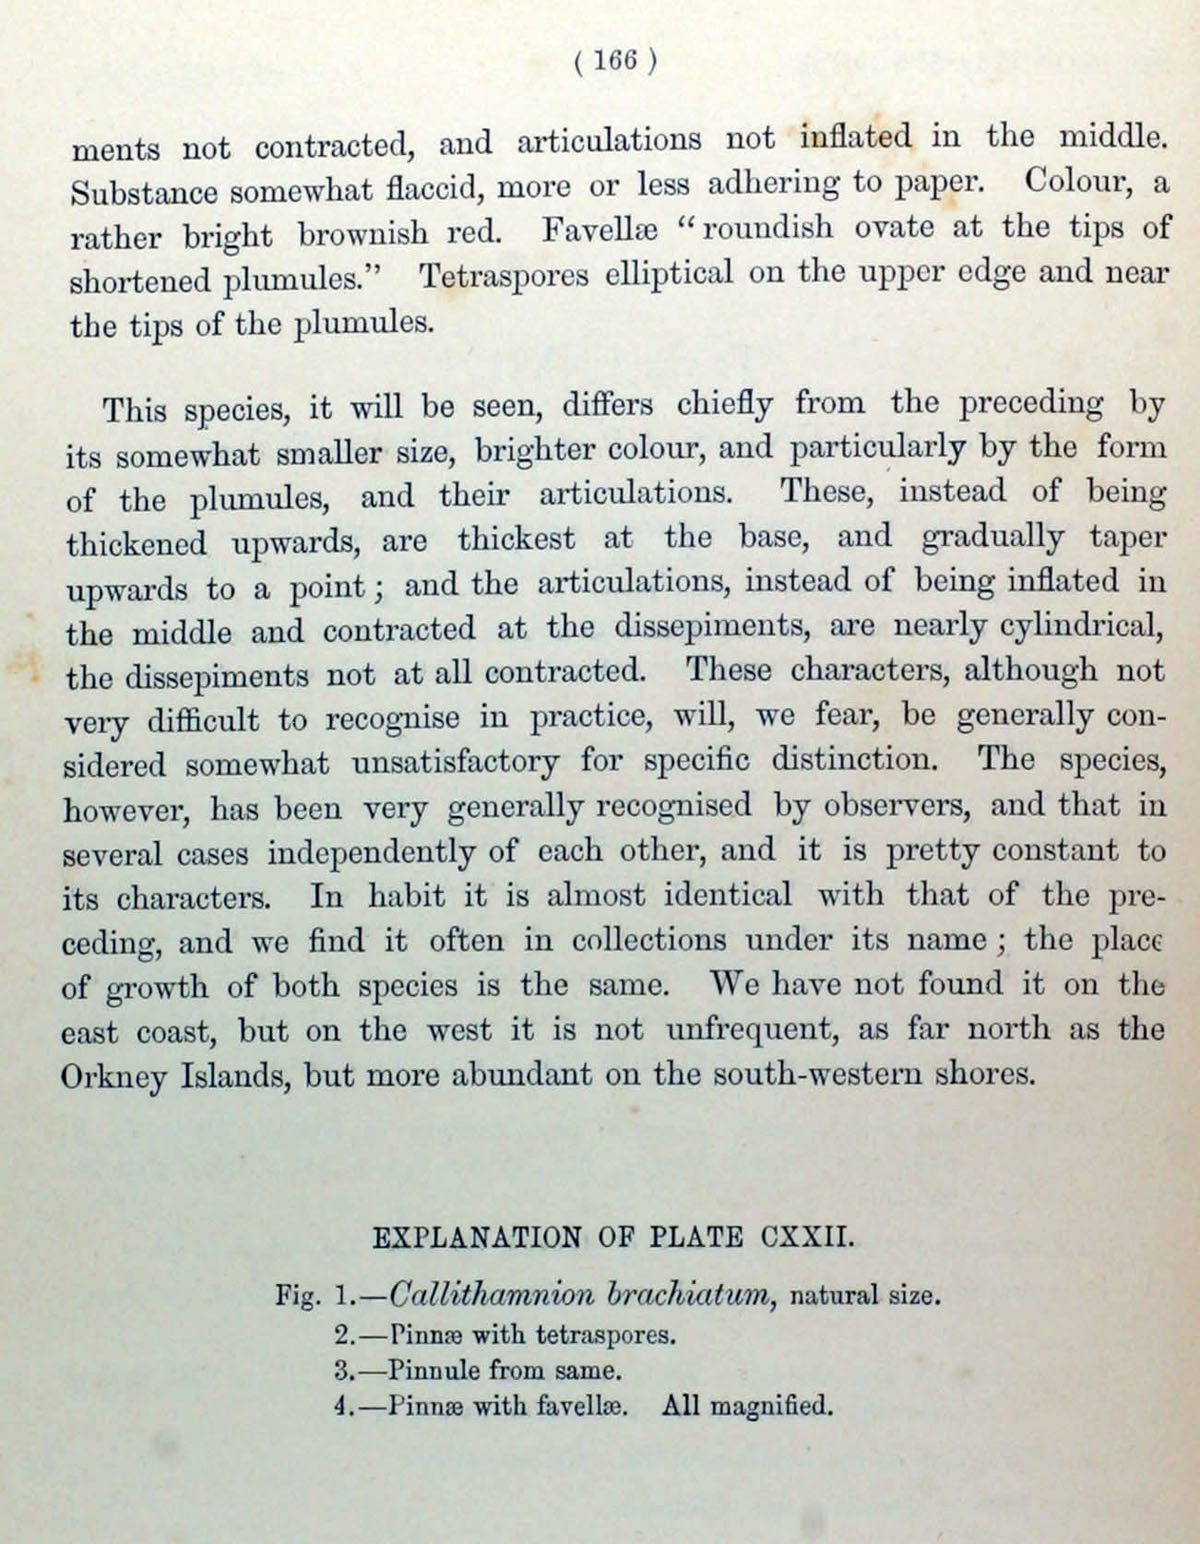 ( 166 )
ments not contracted, and articulations not inflated in the middle.
Substance somewhat flaccid, more or less adhering to paper. Colour, a
rather bright brownish red. Favellæ “roundish ovate at the tips of
shortened plumules.” Tetraspores elliptical on the upper edge and near
the tips of the plumules.
This species, it will be seen, differs chiefly from the preceding by
its somewhat smaller size, brighter colour, and particularly by the form
of the plumules, and their articulations. These, instead of being
thickened upwards, are thickest at the base, and gradually taper
upwards to a point; and the articulations, instead of being inflated in
the middle and contracted at the dissepiments, are nearly cylindrical,
the dissepiments not at all contracted. These characters, although not
very difficult to recognise in practice, will, we fear, be generally con-
sidered somewhat unsatisfactory for specific distinction. The species,
however, has been very generally recognised by observers, and that in
several cases independently of each other, and it is pretty constant to
its characters. In habit it is almost identical with that of the pre-
ceding, and we find it often in collections under its name; the place
of growth of both species is the same. We have not found it on the
east coast, but on the west it is not unfrequent, as far north as the
Orkney Islands, but more abundant on the south-western shores.
EXPLANATION OF PLATE CXXII.
Fig. 1.—Callithamnion brachiatum, natural size.
2.—Pinnæ with tetraspores.
3.—Pinnule from same.
4.—Pinnæ with favellæ. All magnified.